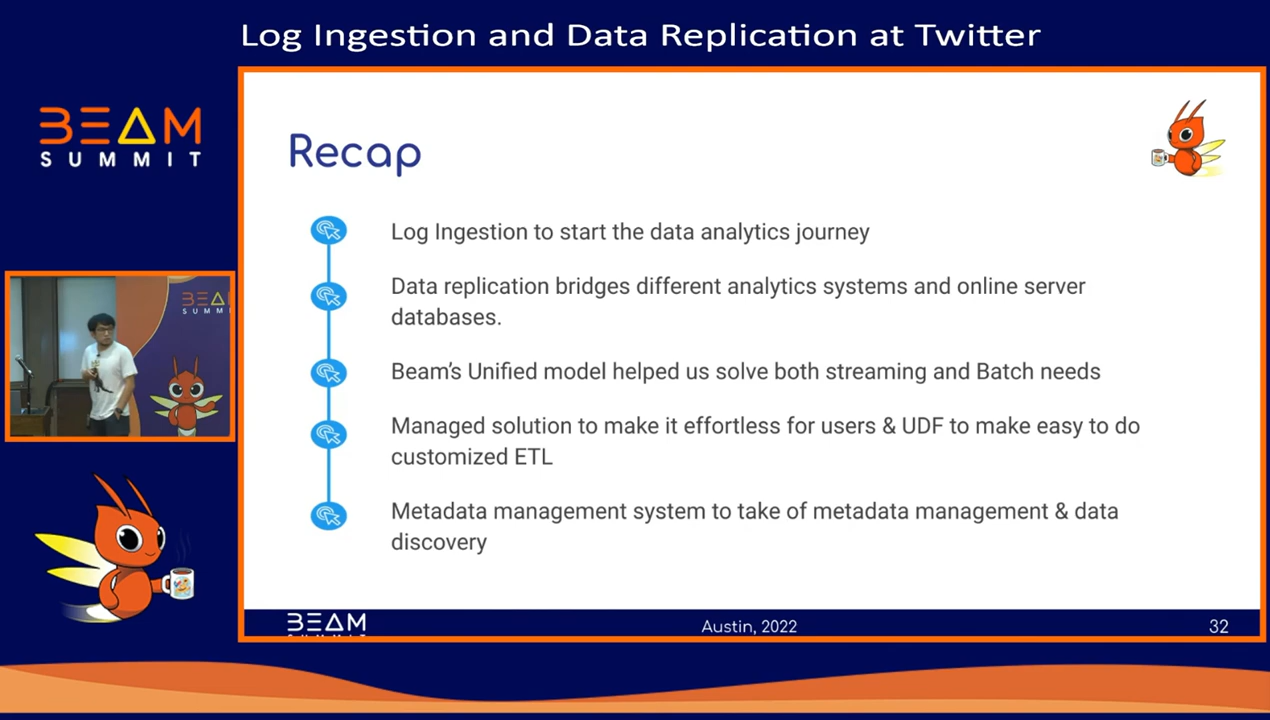 Log Ingestion and Data Replication at Twitter
BEAM
SUMMIT
Recap
Log Ingestion to start the data analytics journey
Data replication bridges different analytics systems and online server
databases.
Beam's Unified model helped us solve both streaming and Batch needs
Managed solution to make it effortless for users & UDF to make easy to do
customized ETL
Metadata management system to take of metadata management & data
discovery
BEAM
Austin, 2022
32